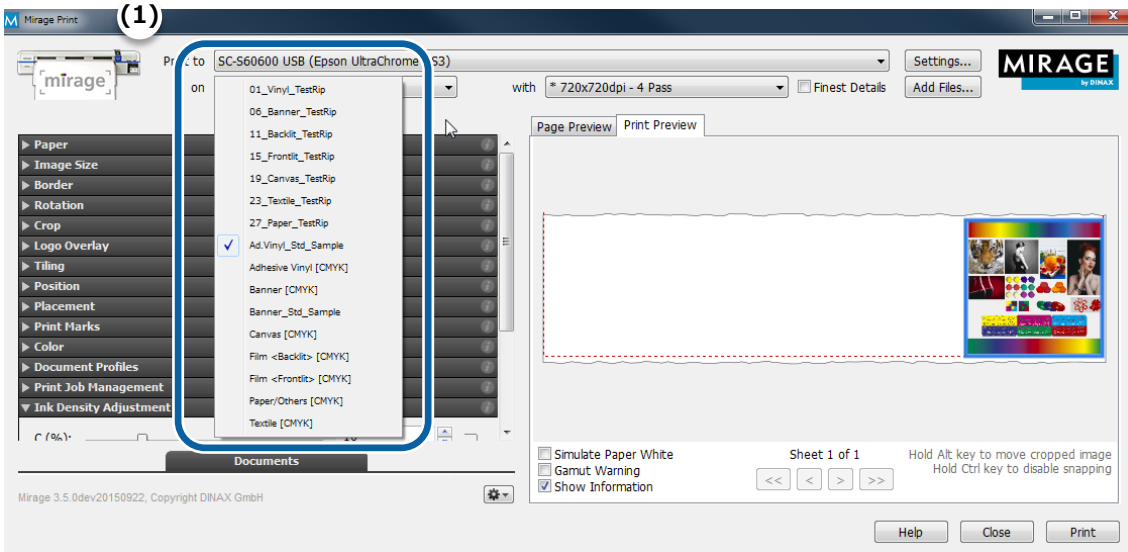 Mirage Print
(1)
mirage
Print to SC-S60600 USB (Epson UltraChrome S3) Settings...
MIRAGE
by DINAX
on with * 720x720dpi - 4 Pass Finest Details Add Files...
01_Vinyl_TestRip
06_Banner_TestRip
11_Backlit_TestRip
15_Frontlit_TestRip
19_Canvas_TestRip
23_Textile_TestRip
27_Paper_TestRip
Ad.Vinyl_Std_Sample
Adhesive Vinyl [CMYK]
Banner [CMYK]
Banner_Std_Sample
Canvas [CMYK]
Film <Backlit> [CMYK]
Film <Frontlit> [CMYK]
Paper/Others [CMYK]
Textile [CMYK]
Page Preview Print Preview
Paper
Image Size
Border
Rotation
Crop
Logo Overlay
Tiling
Position
Placement
Print Marks
Color
Document Profiles
Print Job Management
Ink Density Adjustment
C (%):
Documents
Mirage 3.5.0dev20150922, Copyright DINAX GmbH
Simulate Paper White
Gamut Warning
Show Information
Sheet 1 of 1
<< < > >>
Hold Alt key to move cropped image
Hold Ctrl key to disable snapping
Help Close Print